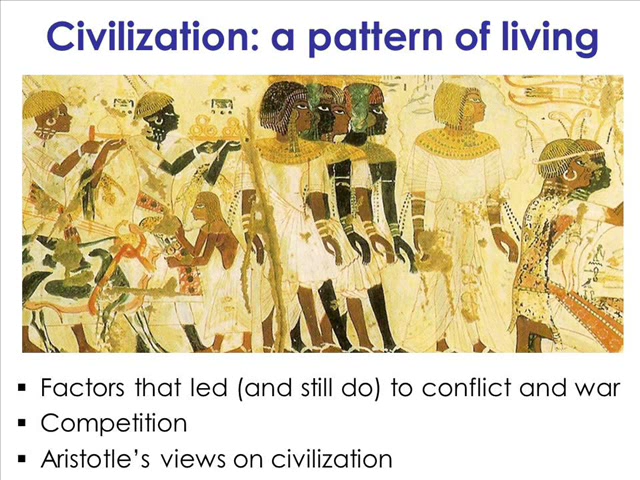 Civilization: a pattern of living
▪ Factors that led (and still do) to conflict and war
▪ Competition
▪ Aristotle’s views on civilization